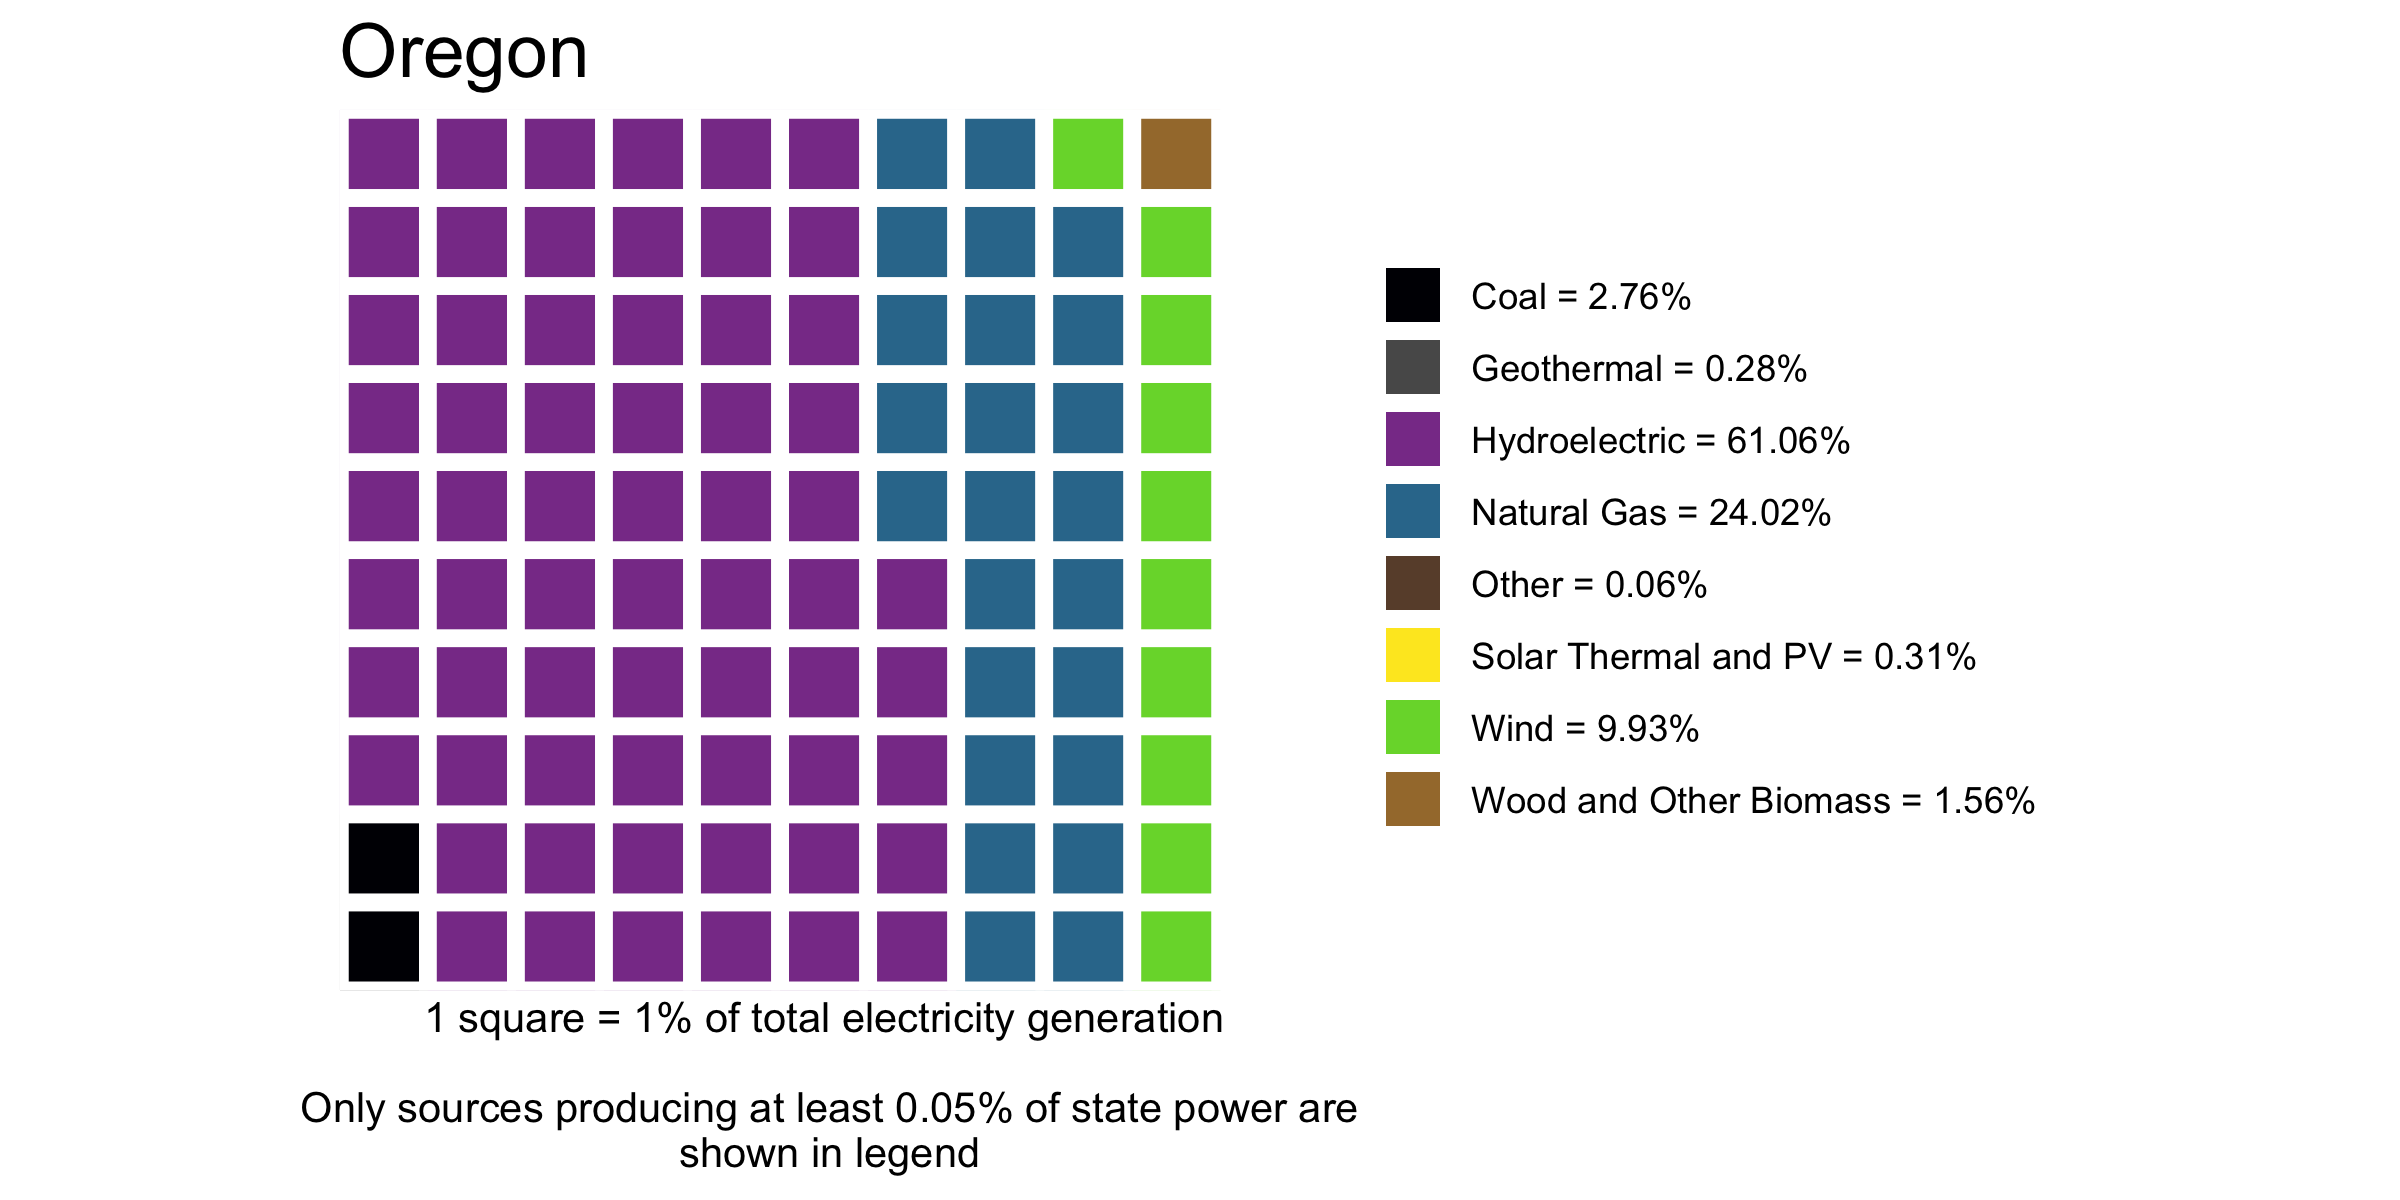 Oregon
Coal = 2.76%
Geothermal = 0.28%
Hydroelectric = 61.06%
Natural Gas = 24.02%
Other = 0.06%
Solar Thermal and PV = 0.31%
Wind = 9.93%
Wood and Other Biomass = 1.56%
1 square = 1% of total electricity generation
Only sources producing at least 0.05% of state power are
shown in legend